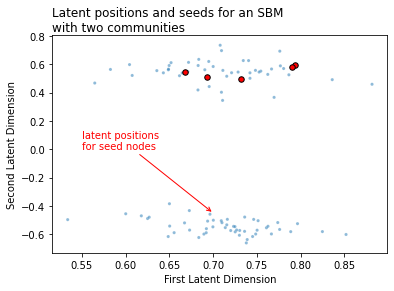 Latent positions and seeds for an SBM
with two communities
Second Latent Dimension
0.8
0.6
0.4
0.2
0.0
−0.2
−0.4
−0.6
latent positions
for seed nodes
0.55
0.60
0.65
0.70
0.75
0.80
0.85
First Latent Dimension